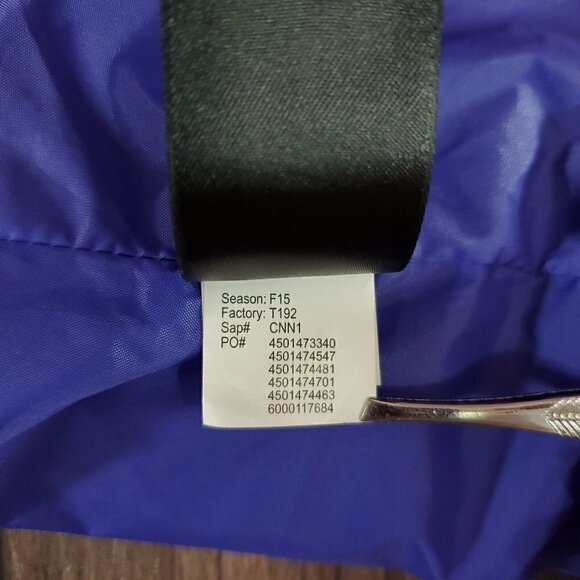 Season: F15
Factory: T192
Sap# CNN1
PO# 4501473340
4501474547
4501474481
4501474701
4501474463
6000117684